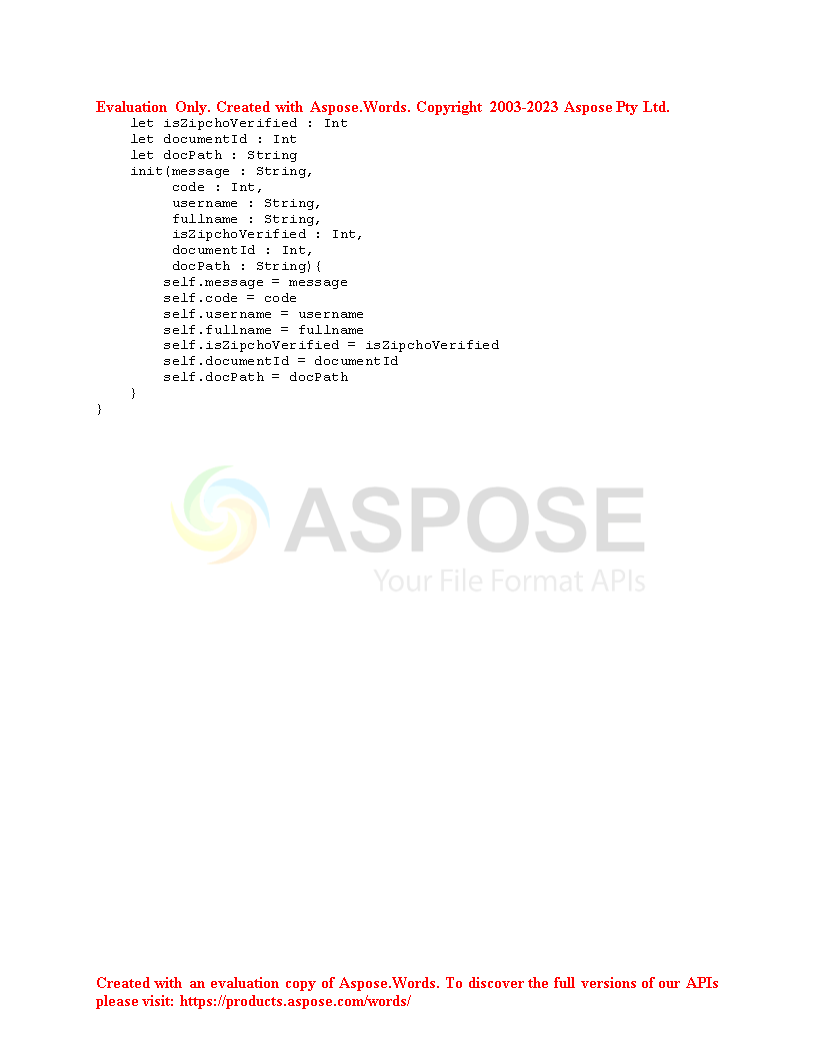 Evaluation Only. Created with Aspose.Words. Copyright 2003-2023 Aspose Pty Ltd.
    let isZipchoVerified : Int
    let documentId : Int
    let docPath : String
    init(message : String,
         code : Int,
         username : String,
         fullname : String,
         isZipchoVerified : Int,
         documentId : Int,
         docPath : String){
        self.message = message
        self.code = code
        self.username = username
        self.fullname = fullname
        self.isZipchoVerified = isZipchoVerified
        self.documentId = documentId
        self.docPath = docPath
    }
}
ASPOSE
Your File Format APIs
Created with an evaluation copy of Aspose.Words. To discover the full versions of our APIs
please visit: https://products.aspose.com/words/